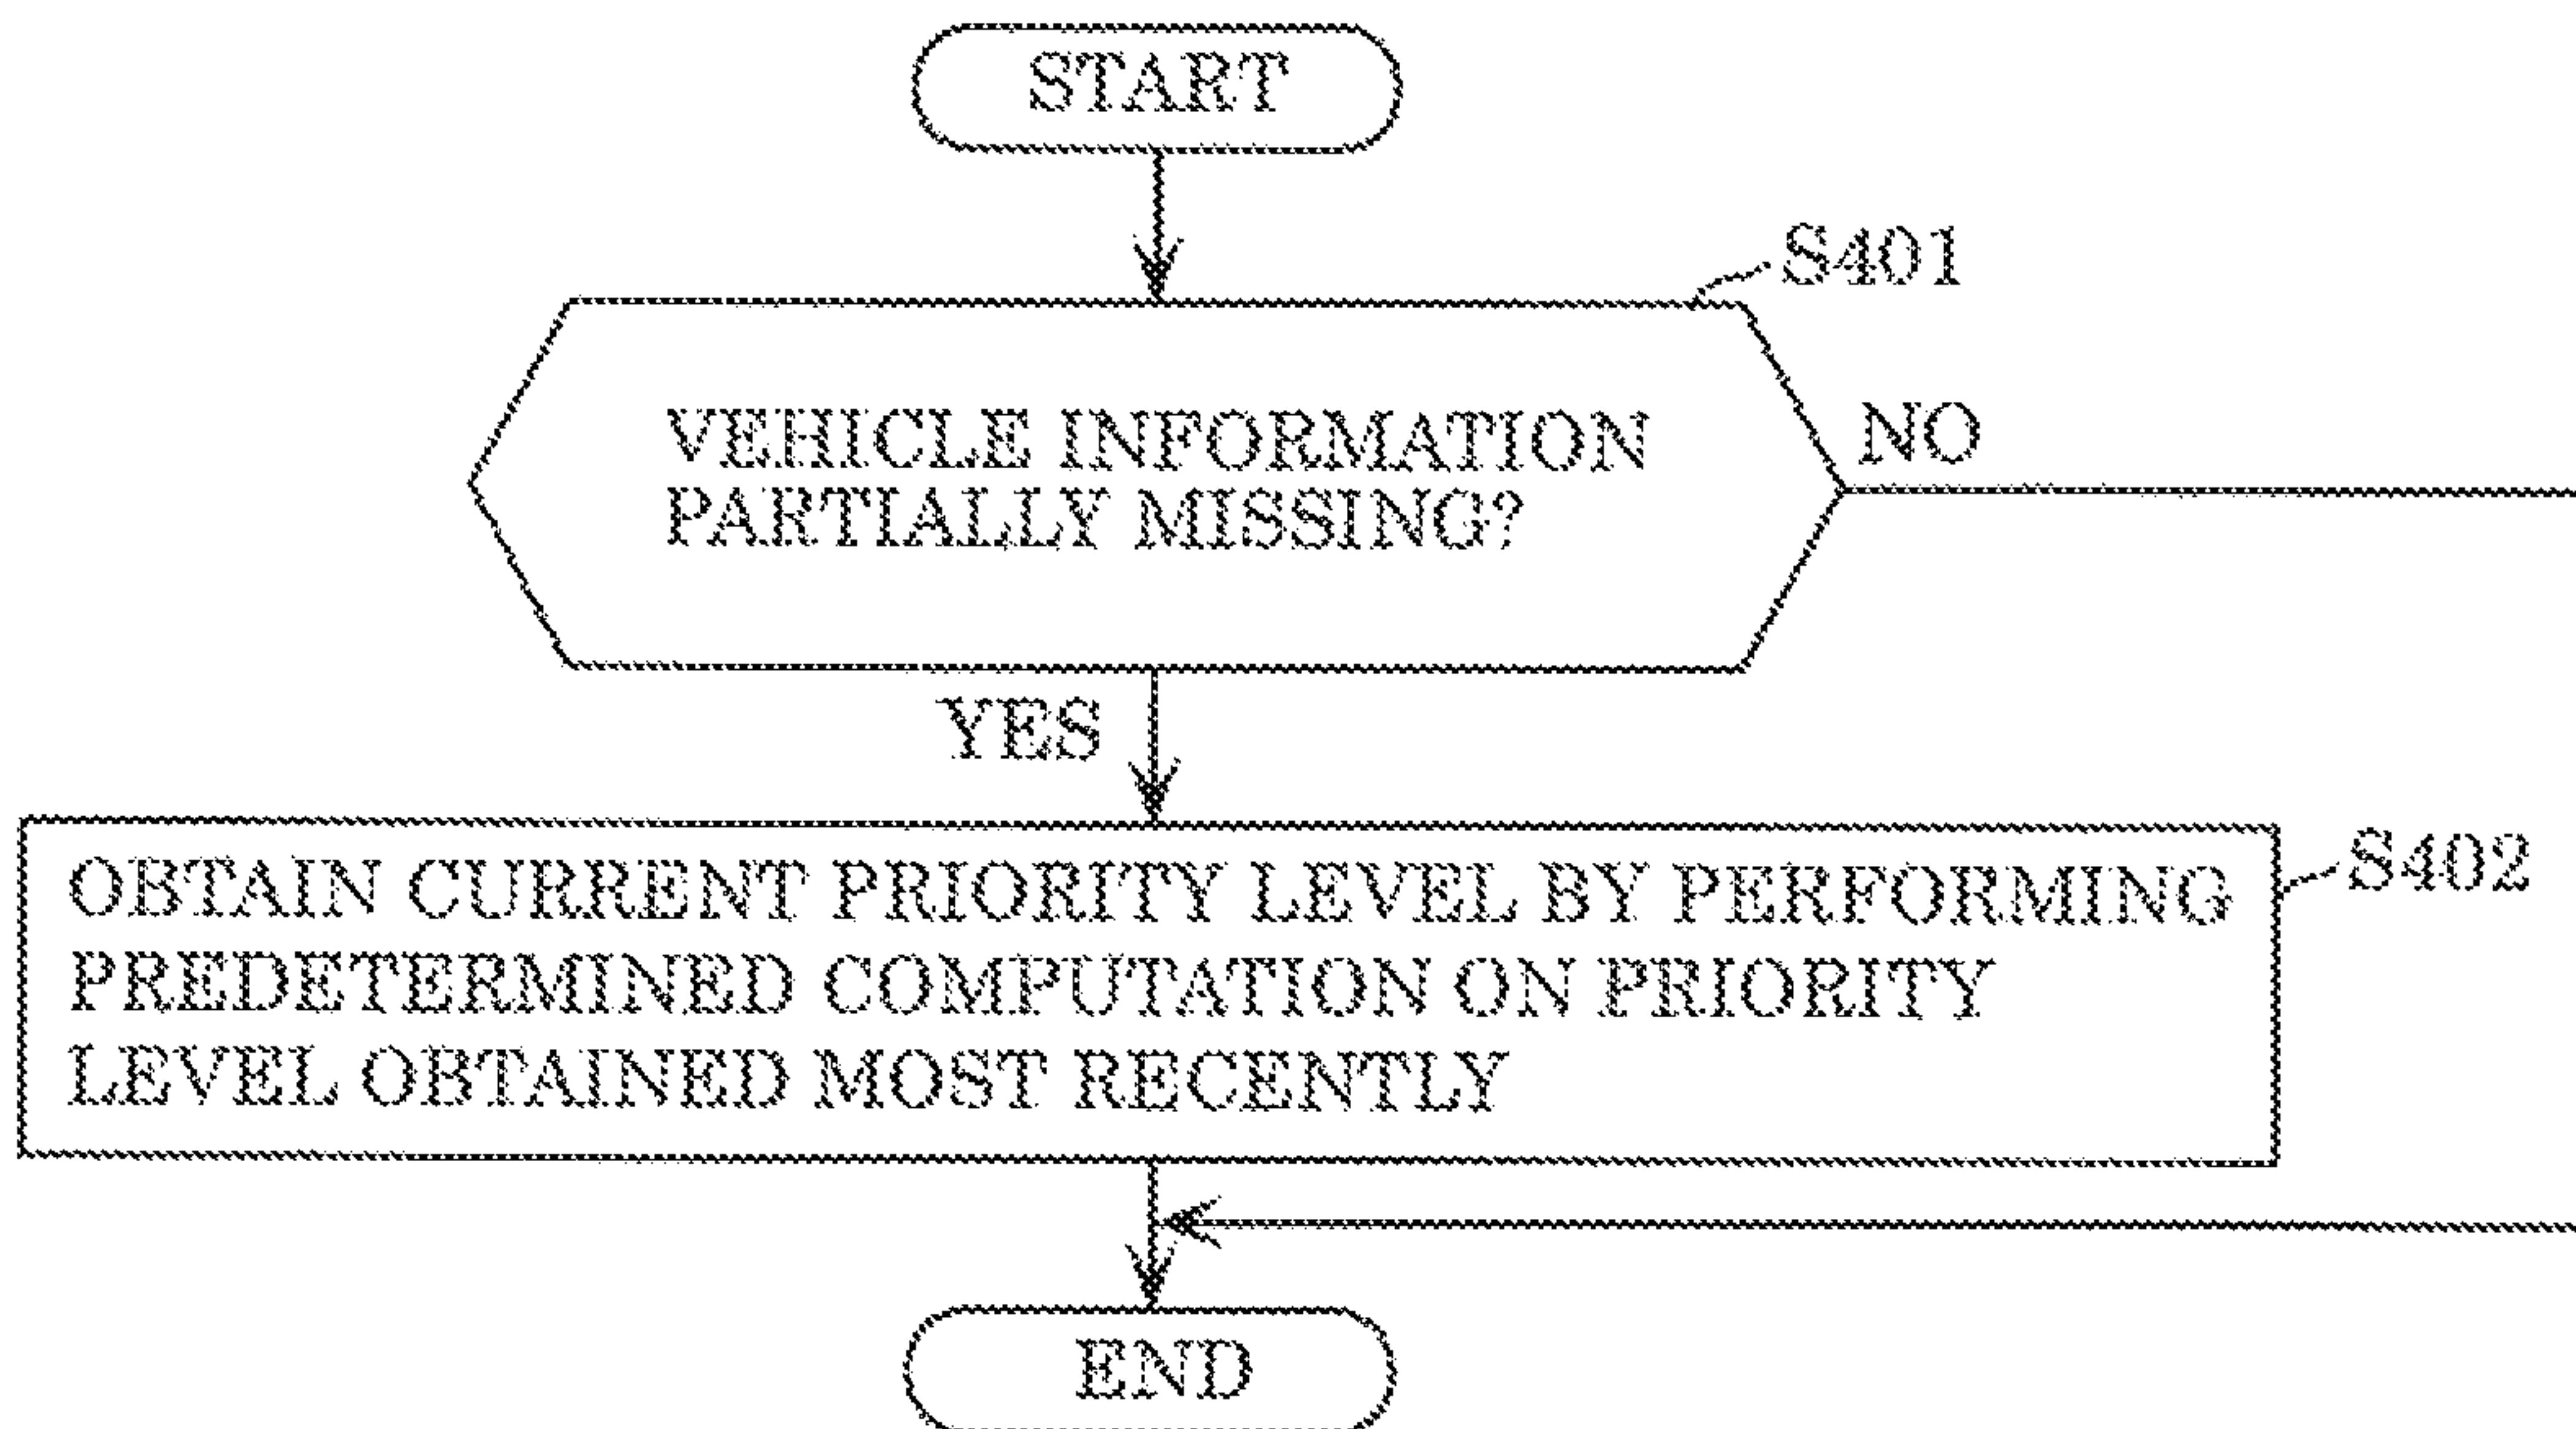 START
S401
VEHICLE INFORMATION
PARTIALLY MISSING?
NO
YES
S402
OBTAIN CURRENT PRIORITY LEVEL BY PERFORMING
PREDETERMINED COMPUTATION ON PRIORITY
LEVEL OBTAINED MOST RECENTLY
END